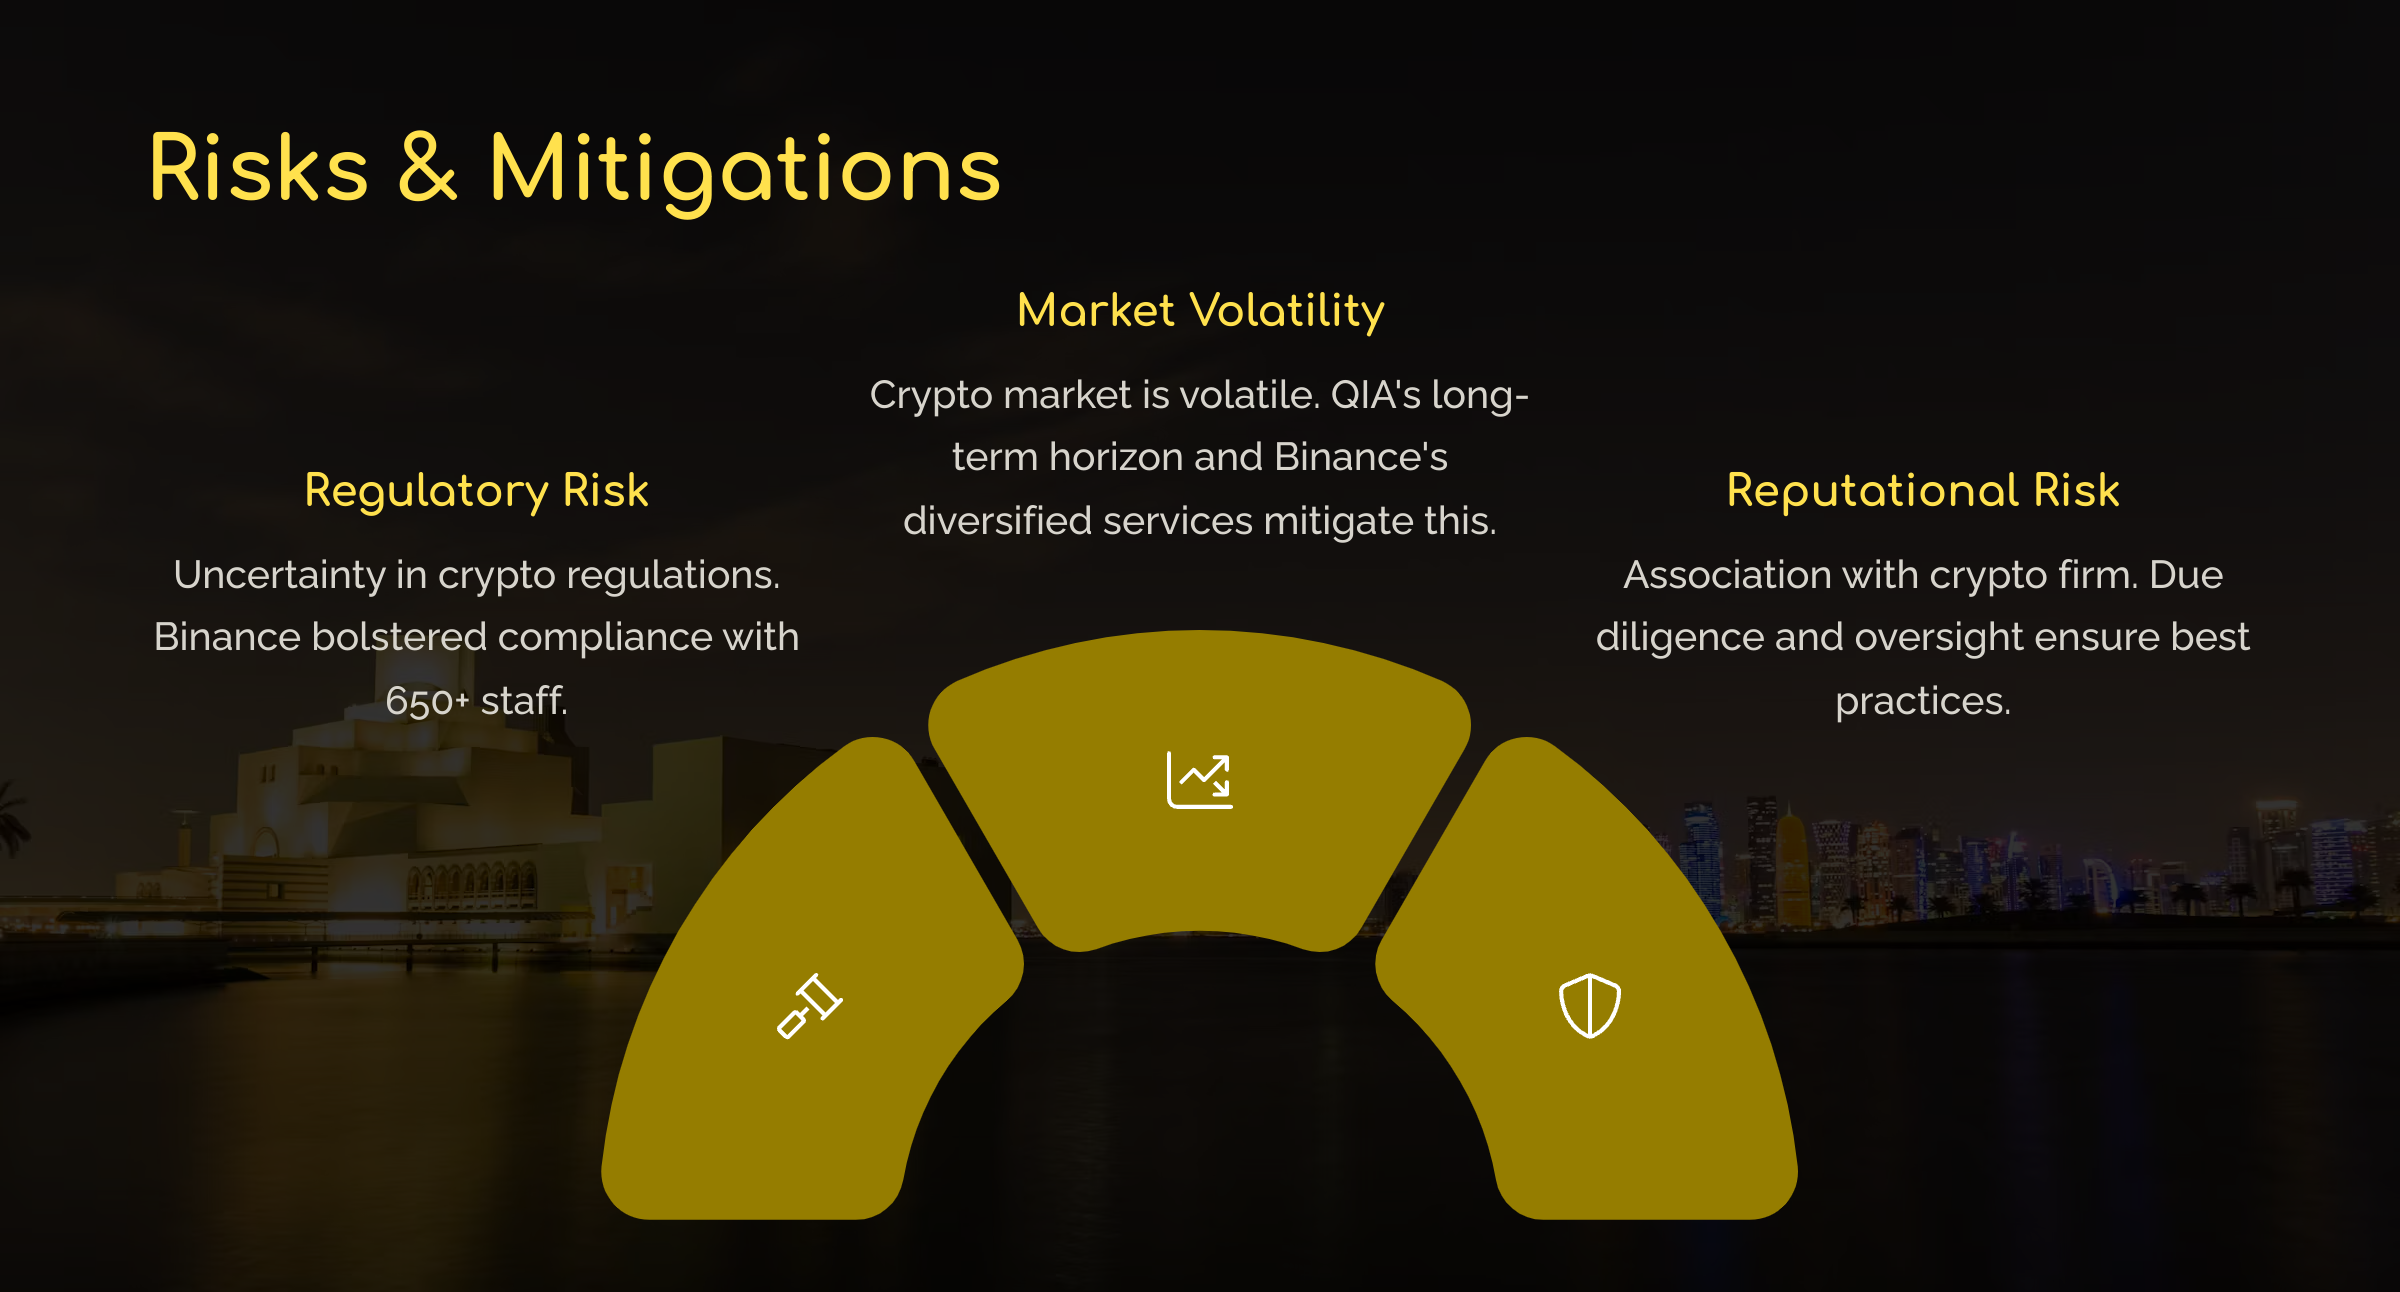 Risks & Mitigations
Market Volatility
Crypto market is volatile. QIA's long-
term horizon and Binance's
diversified services mitigate this.
Regulatory Risk
Uncertainty in crypto regulations.
Binance bolstered compliance with
650+ staff.
Reputational Risk
Association with crypto firm. Due
diligence and oversight ensure best
practices.